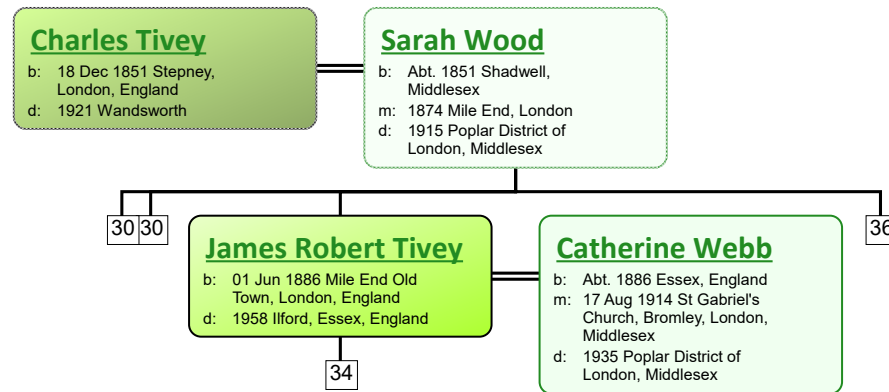 Charles Tivey
b: 18 Dec 1851 Stepney,
London, England
d: 1921 Wandsworth
Sarah Wood
b: Abt. 1851 Shadwell,
Middlesex
m: 1874 Mile End, London
d: 1915 Poplar District of
London, Middlesex
30 30
36
James Robert Tivey
b: 01 Jun 1886 Mile End Old
Town, London, England
d: 1958 Ilford, Essex, England
Catherine Webb
b: Abt. 1886 Essex, England
m: 17 Aug 1914 St Gabriel's
Church, Bromley, London,
Middlesex
d: 1935 Poplar District of
London, Middlesex
34